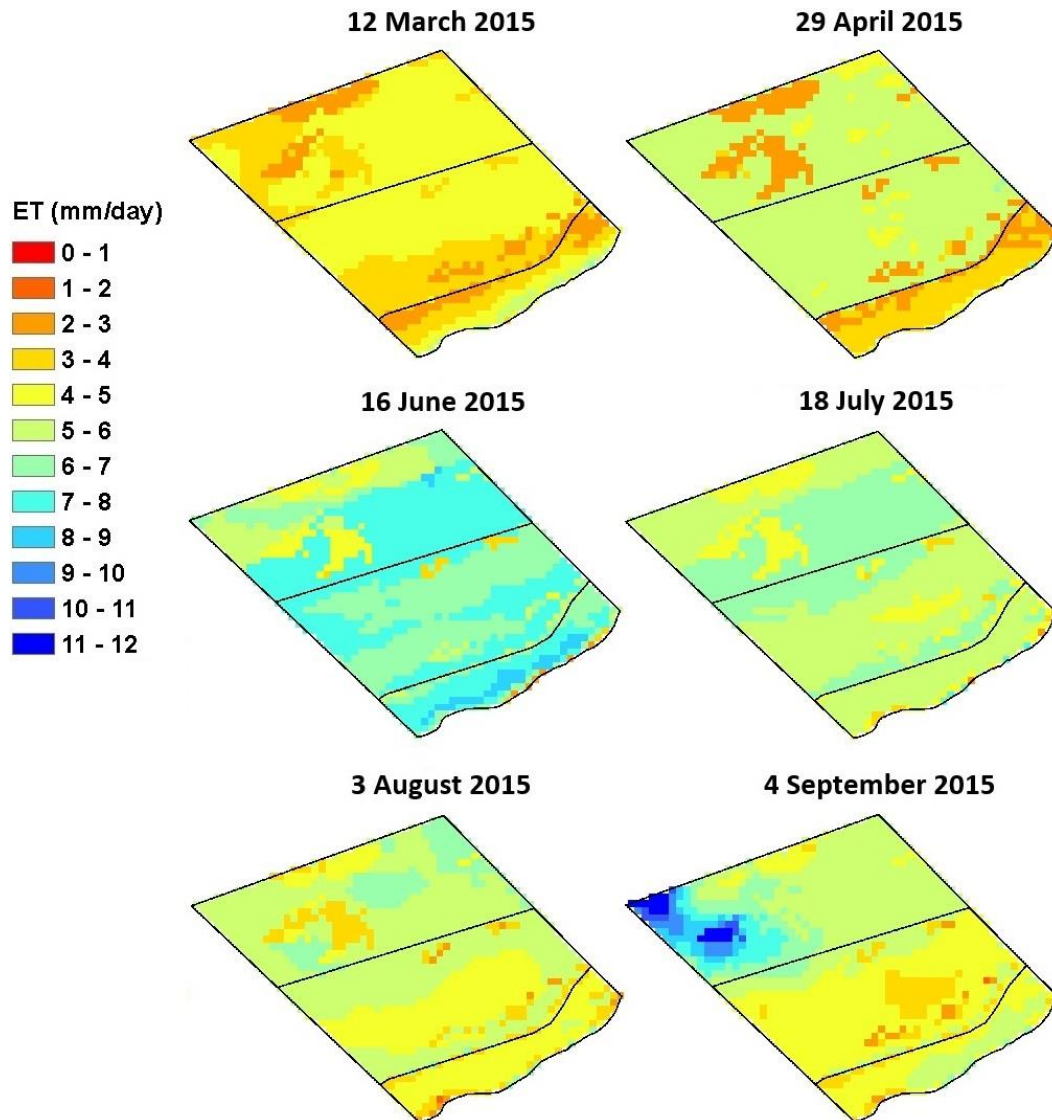 12 March 2015
29 April 2015
ET (mm/day)
0 - 1
1 - 2
2 - 3
3 - 4
4 - 5
5 - 6
6 - 7
7 - 8
8 - 9
9 - 10
10 - 11
11 - 12
16 June 2015
18 July 2015
3 August 2015
4 September 2015